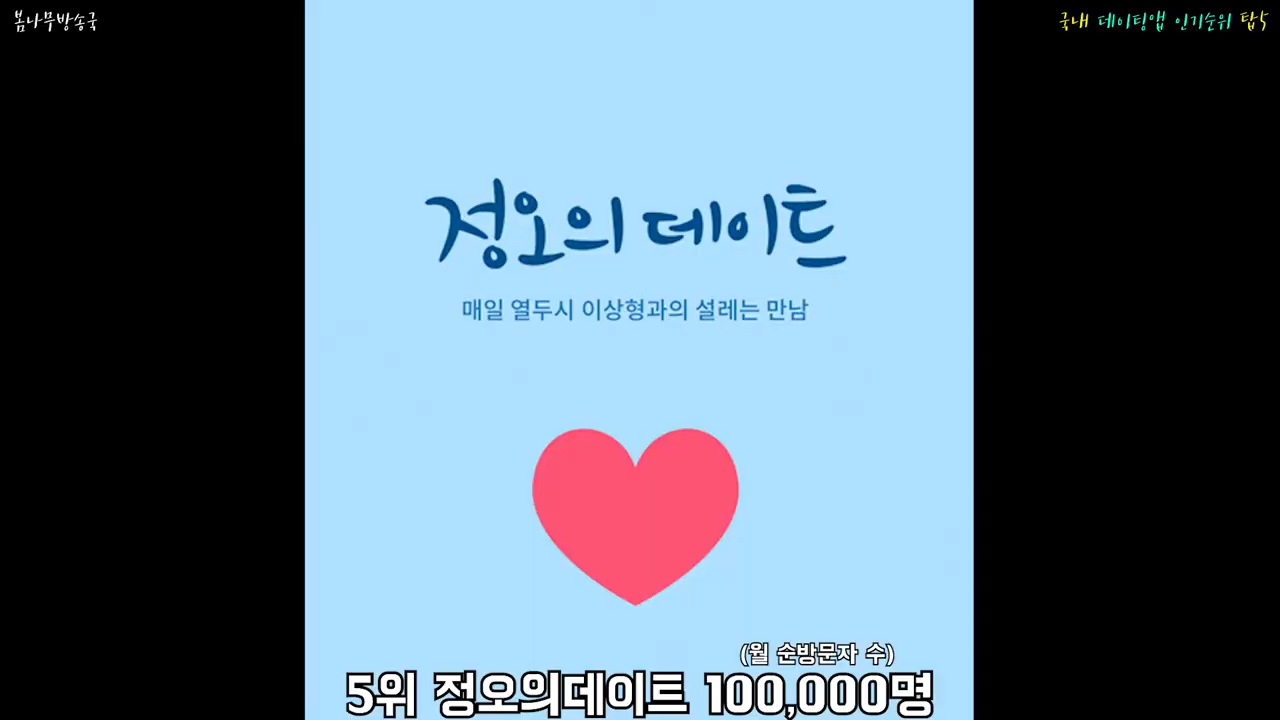 봄나무방송국
국내 데이팅앱 인기순위 탑5
정오의 데이트
매일 열두시 이상형과의 설레는 만남
(월 순방문자 수)
5위 정오의데이트 100,000명